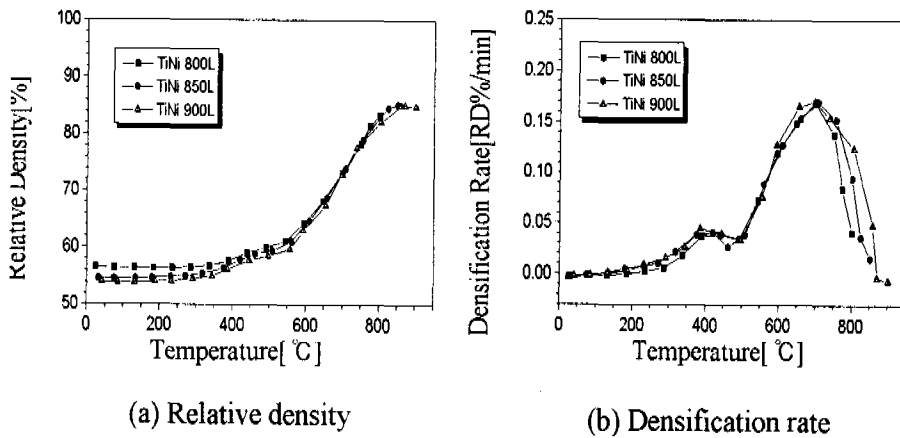 100
90
80
70
60
50
Relative Density[%]
TiNi 800L
TiNi 850L
TiNi 900L
0 200 400 600 800
Temperature[ ℃]
(a) Relative density
0.25
0.20
0.15
0.10
0.05
0.00
Densification Rate[RD%/min]
TiNi 800L
TiNi 850L
TiNi 900L
0 200 400 600 800
Temperature[ ℃]
(b) Densification rate